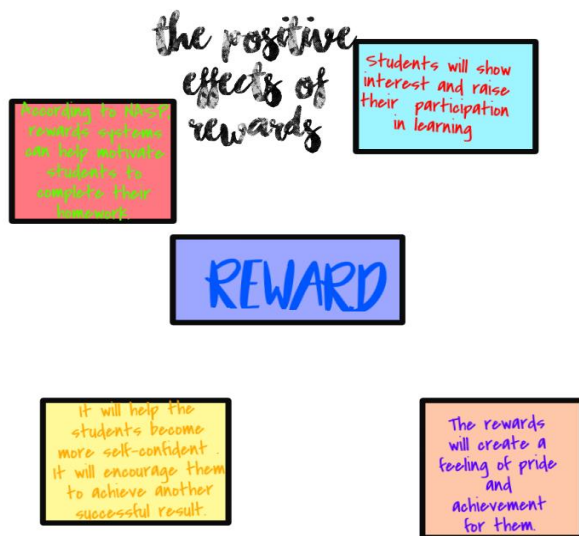 the positive
effects of
rewards
Students will show
interest and raise
their participation
in learning
According to NASP,
rewards systems
can help motivate
students to
complete their
homework.
REWARD
It will help the
students become
more self-confident .
It will encourage them
to achieve another
successful result.
The rewards
will create a
feeling of pride
and
achievement
for them.